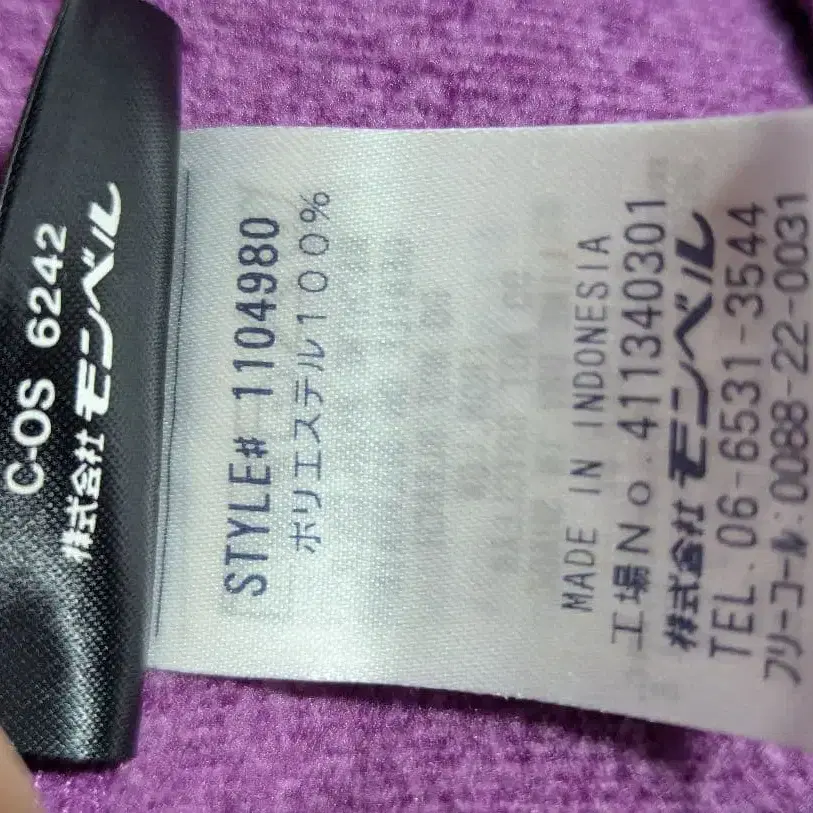 C-OS 6242
株式会社 モンベル
STYLE# 1104980
ポリエステル100%
MADE IN INDONESIA
工場No.411340301
株式会社 モンベル
TEL.06-6531-3544
フリーコール:0088-22-0031